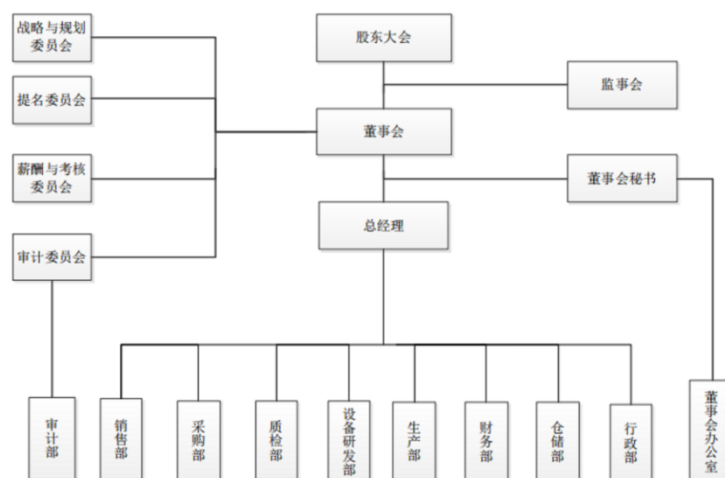 战略与规划
委员会
股东大会
监事会
提名委员会
董事会
薪酬与考核
委员会
董事会秘书
总经理
审计委员会
审计部
销售部
采购部
质检部
设备研发部
生产部
财务部
仓储部
行政部
董事会办公室